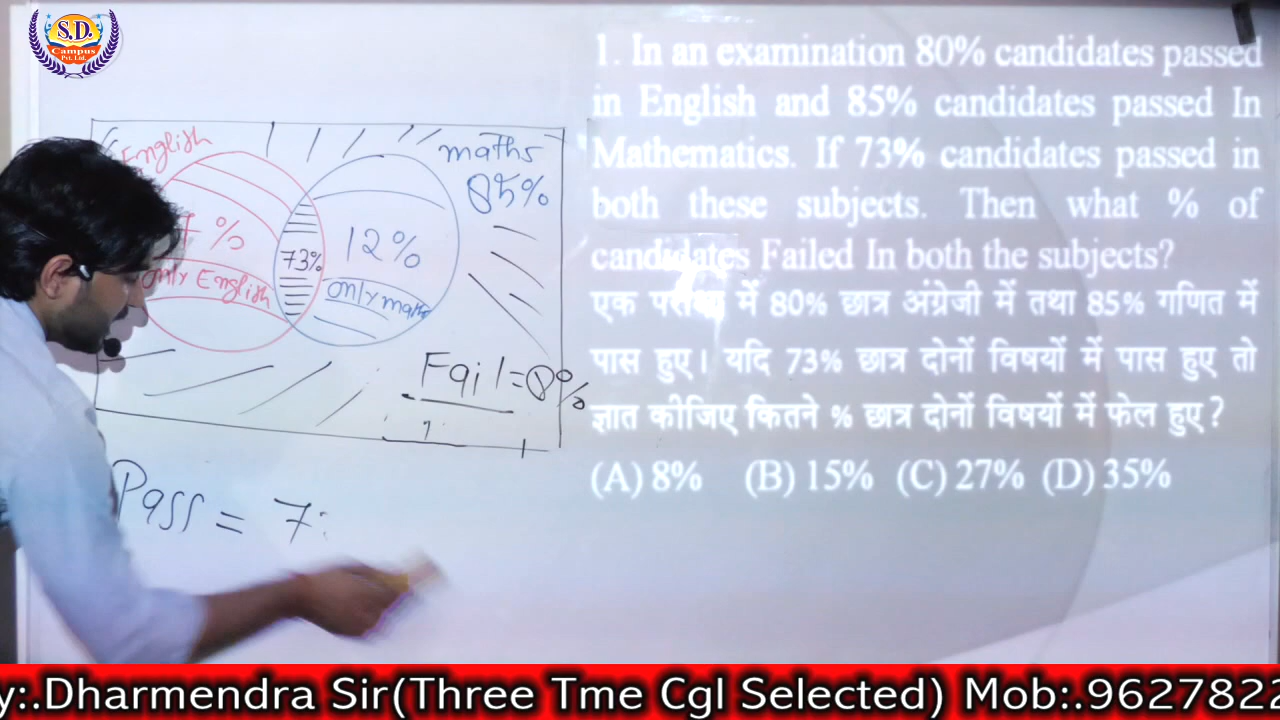 S.D.
Campus
Pvt. Ltd.
English
maths
85%
%
only English
73%
12%
only maths
Fail=8%
Pass = 7
1. In an examination 80% candidates passed
in English and 85% candidates passed In
Mathematics. If 73% candidates passed in
both these subjects. Then what % of
candidates Failed In both the subjects?
एक परीक्षा में 80% छात्र अंग्रेजी में तथा 85% गणित में
पास हुए। यदि 73% छात्र दोनों विषयों में पास हुए तो
ज्ञात कीजिए कितने % छात्र दोनों विषयों में फेल हुए?
(A) 8% (B) 15% (C) 27% (D) 35%
y:.Dharmendra Sir(Three Tme Cgl Selected) Mob:.9627822